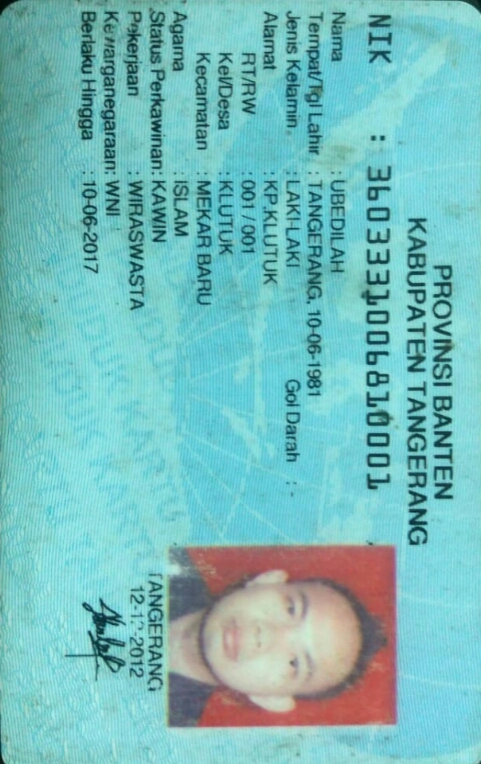 PROVINSI BANTEN
KABUPATEN TANGERANG
NIK : 3603331006810001
Nama : UBEDILAH
Tempat/Tgl Lahir : TANGERANG, 10-06-1981
Jenis Kelamin : LAKI-LAKI Gol Darah : -
Alamat : KP.KLUTUK
RT/RW : 001 / 001
Kel/Desa : KLUTUK
Kecamatan : MEKAR BARU
Agama : ISLAM
Status Perkawinan: KAWIN
Pekerjaan : WIRASWASTA
Kewarganegaraan: WNI
Berlaku Hingga : 10-06-2017
TANGERANG
12-12-2012